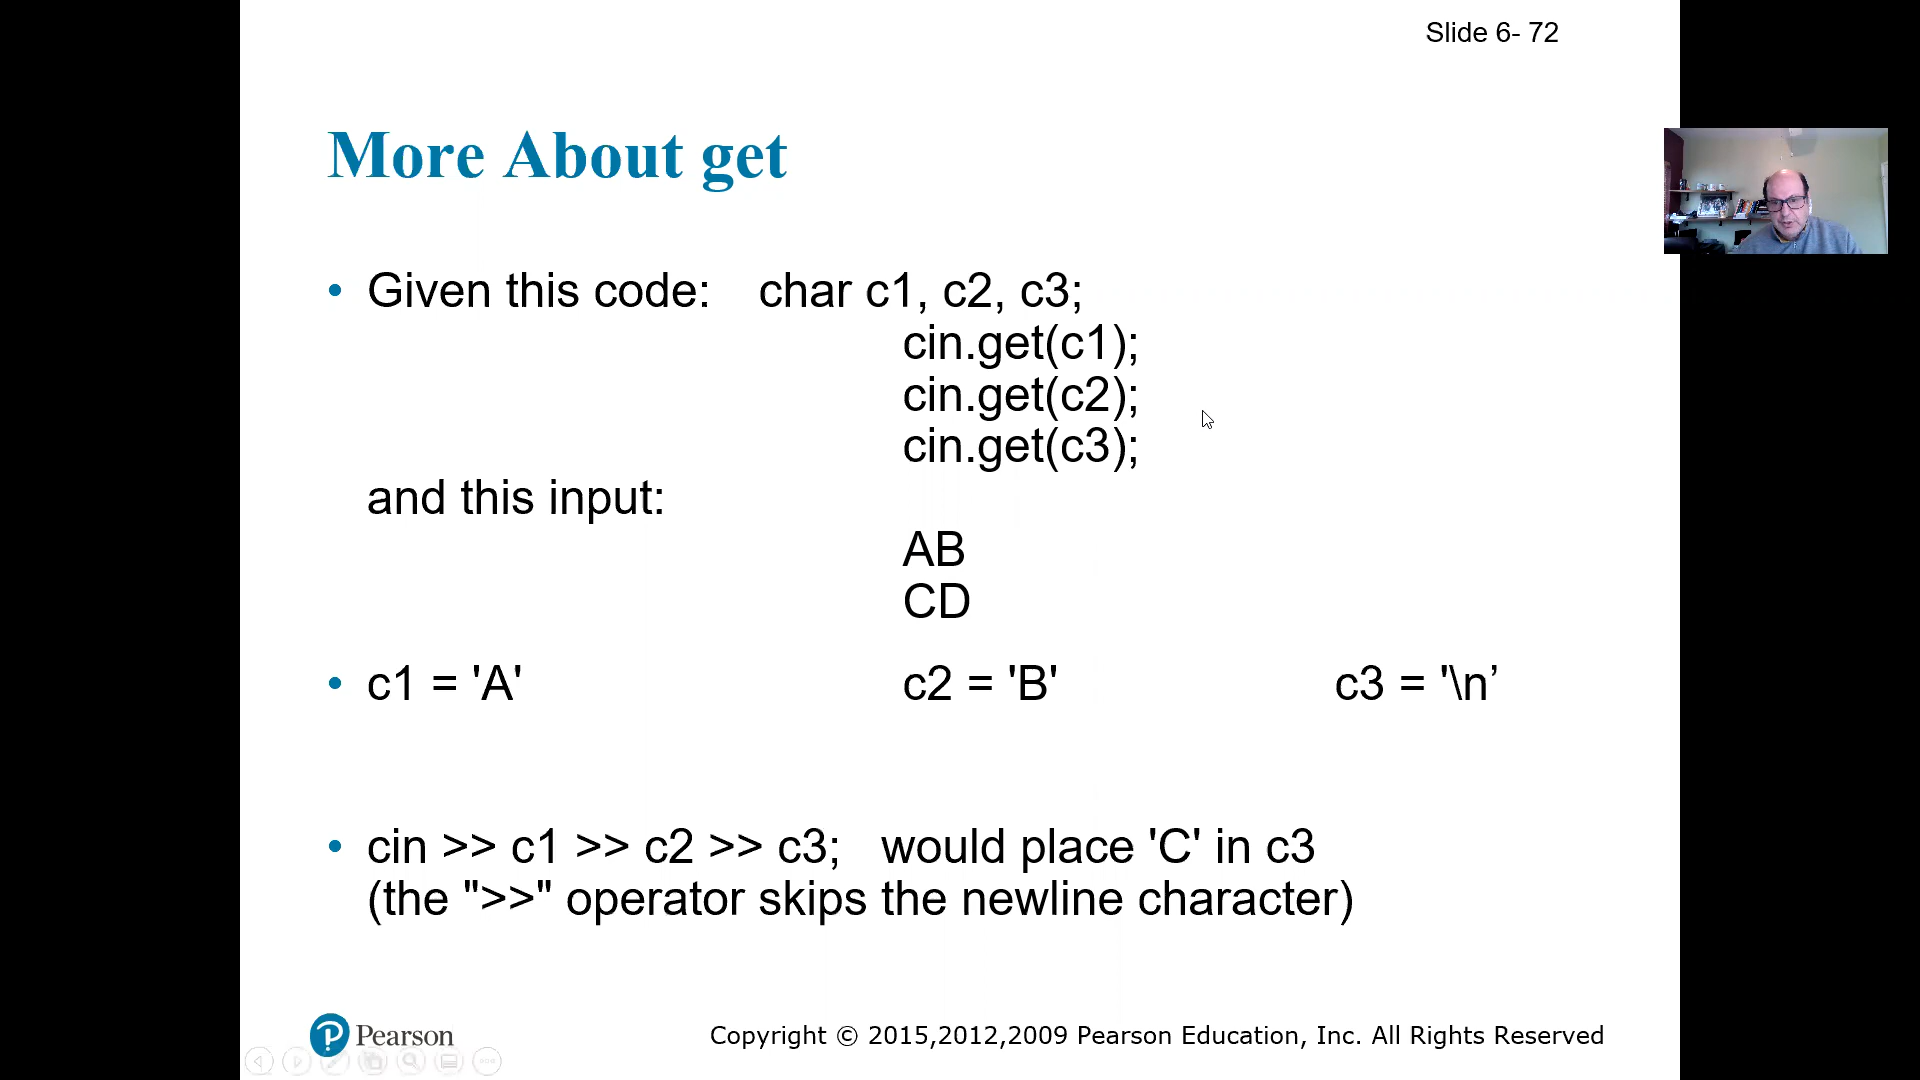 Slide 6- 72
More About get
• Given this code: char c1, c2, c3;
cin.get(c1);
cin.get(c2);
cin.get(c3);
and this input:
AB
CD
• c1 = 'A' c2 = 'B' c3 = '\n’
• cin >> c1 >> c2 >> c3; would place 'C' in c3
(the ">>" operator skips the newline character)
Pearson
Copyright © 2015,2012,2009 Pearson Education, Inc. All Rights Reserved